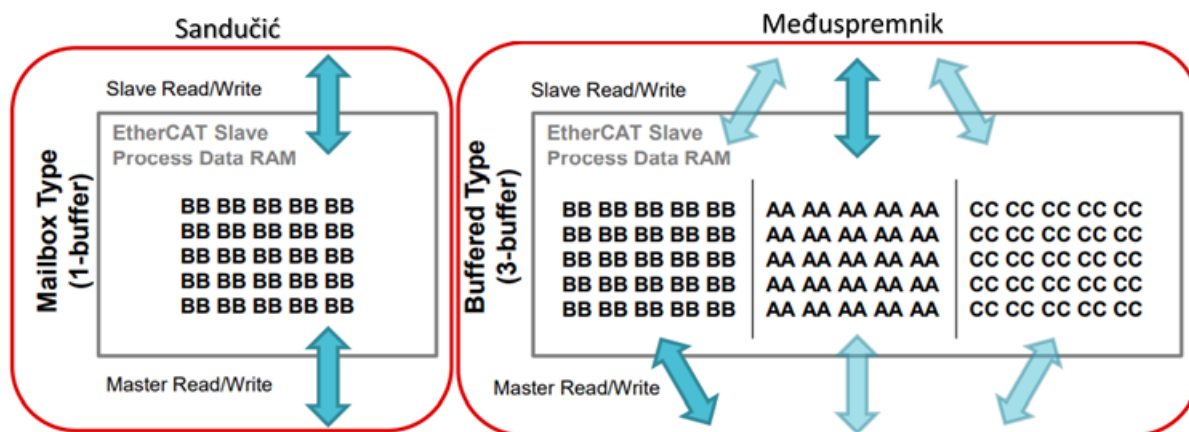 Sandučić
Slave Read/Write
EtherCAT Slave
Process Data RAM
Mailbox Type
(1-buffer)
BB BB BB BB BB
BB BB BB BB BB
BB BB BB BB BB
BB BB BB BB BB
BB BB BB BB BB
Master Read/Write
Međuspremnik
Slave Read/Write
EtherCAT Slave
Process Data RAM
Buffered Type
(3-buffer)
BB BB BB BB BB AA AA AA AA AA CC CC CC CC CC
BB BB BB BB BB AA AA AA AA AA CC CC CC CC CC
BB BB BB BB BB AA AA AA AA AA CC CC CC CC CC
BB BB BB BB BB AA AA AA AA AA CC CC CC CC CC
BB BB BB BB BB AA AA AA AA AA CC CC CC CC CC
Master Read/Write